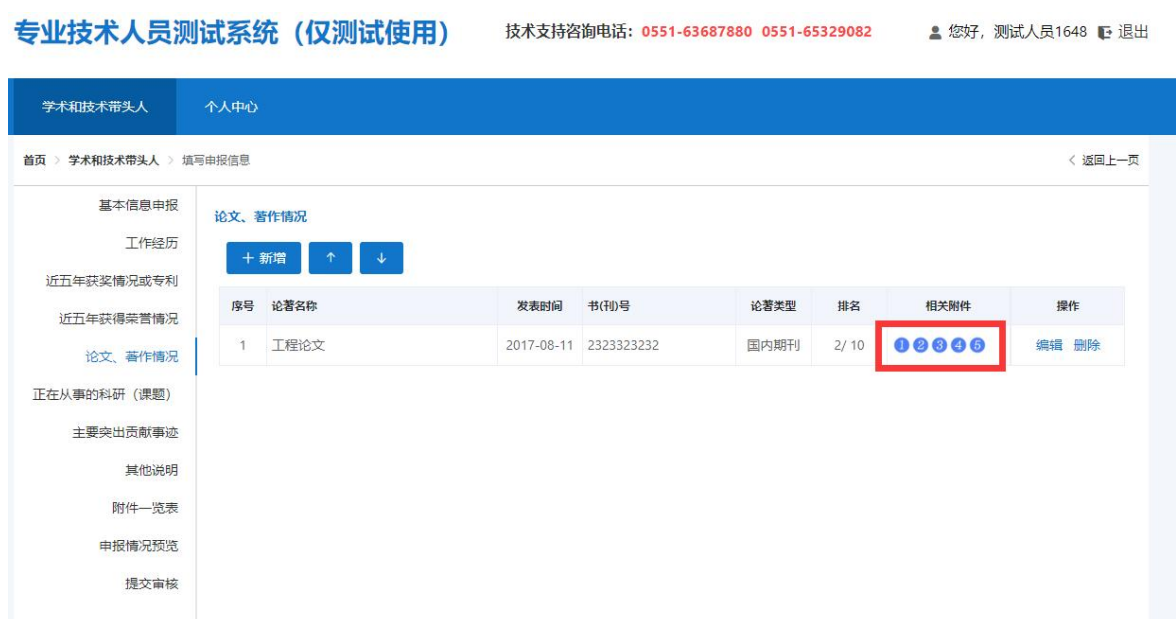 专业技术人员测试系统（仅测试使用） 技术支持咨询电话：0551-63687880 0551-65329082 您好，测试人员1648 退出
学术和技术带头人 个人中心
首页 > 学术和技术带头人 > 填写申报信息 < 返回上一页
基本信息申报
工作经历
近五年获奖情况或专利
近五年获得荣誉情况
论文、著作情况
正在从事的科研（课题）
主要突出贡献事迹
其他说明
附件一览表
申报情况预览
提交审核
论文、著作情况
＋新增 ↑ ↓
序号 论著名称 发表时间 书(刊)号 论著类型 排名 相关附件 操作
1 工程论文 2017-08-11 2323323232 国内期刊 2/ 10 ❶❷❸❹❺ 编辑 删除